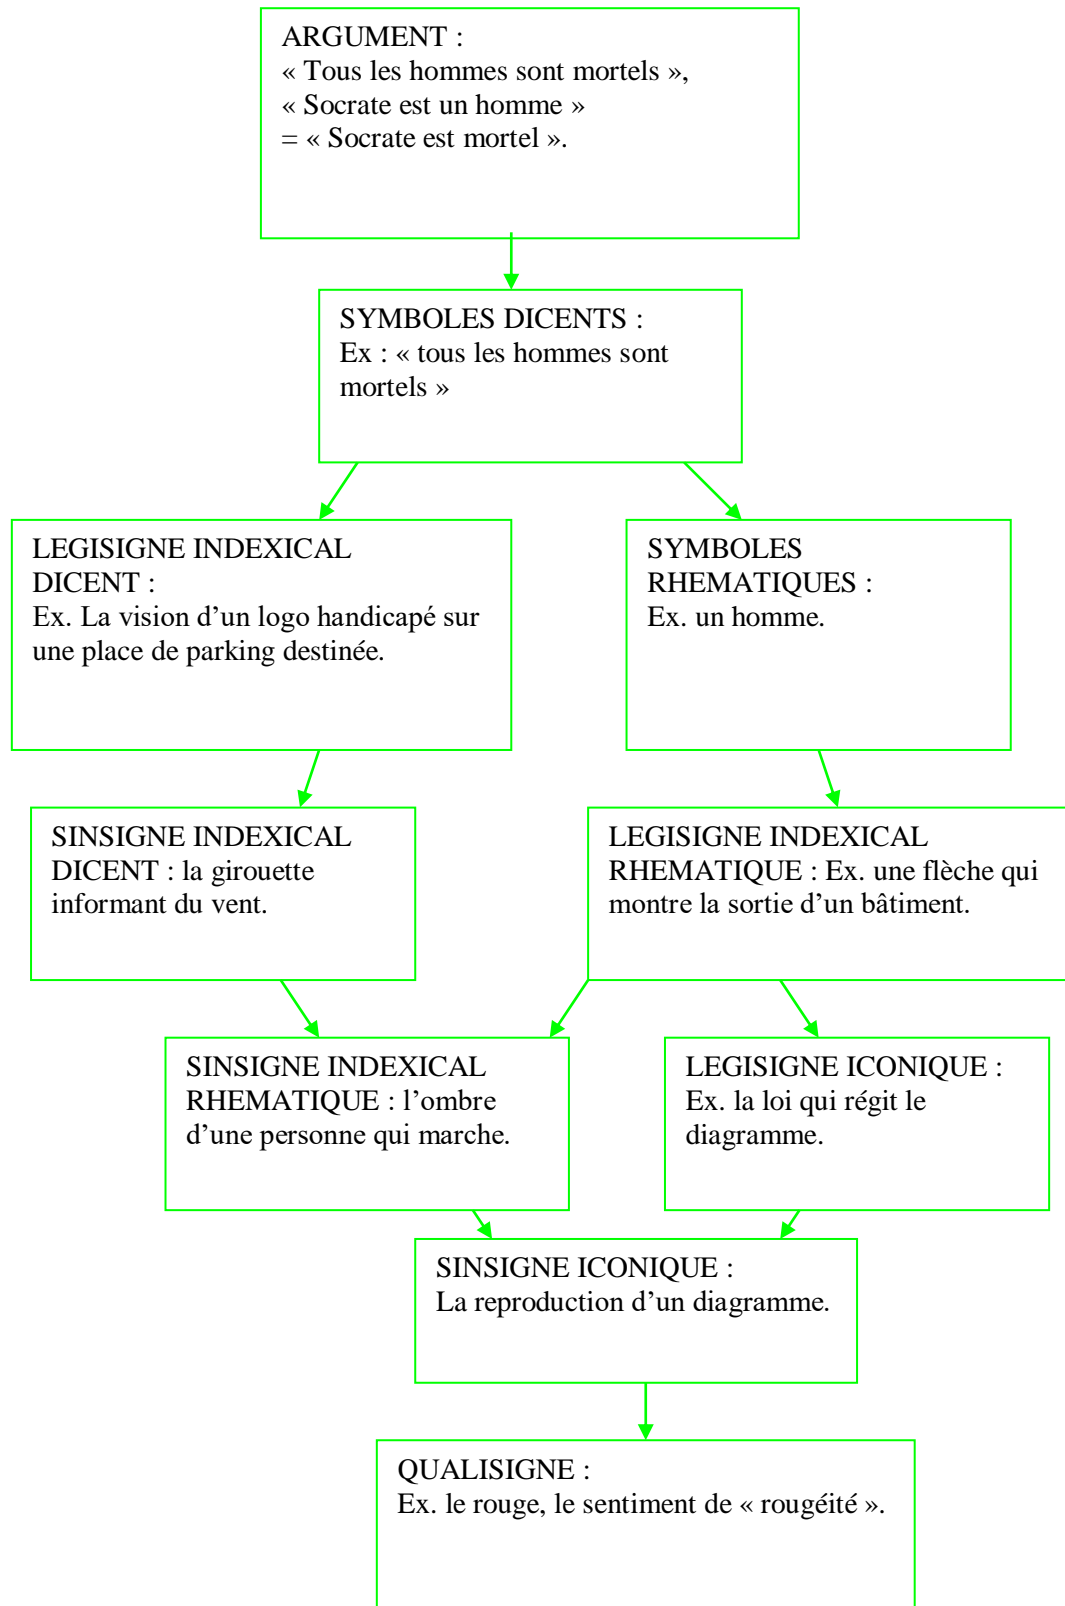 ARGUMENT :
« Tous les hommes sont mortels »,
« Socrate est un homme »
= « Socrate est mortel ».
SYMBOLES DICENTS :
Ex : « tous les hommes sont
mortels »
LEGISIGNE INDEXICAL
DICENT :
Ex. La vision d’un logo handicapé sur
une place de parking destinée.
SYMBOLES
RHEMATIQUES :
Ex. un homme.
SINSIGNE INDEXICAL
DICENT : la girouette
informant du vent.
LEGISIGNE INDEXICAL
RHEMATIQUE : Ex. une flèche qui
montre la sortie d’un bâtiment.
SINSIGNE INDEXICAL
RHEMATIQUE : l’ombre
d’une personne qui marche.
LEGISIGNE ICONIQUE :
Ex. la loi qui régit le
diagramme.
SINSIGNE ICONIQUE :
La reproduction d’un diagramme.
QUALISIGNE :
Ex. le rouge, le sentiment de « rougéité ».